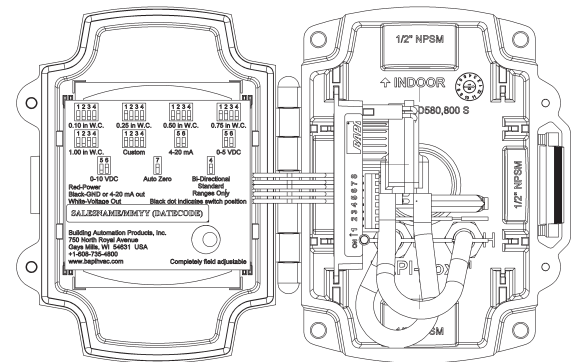 1 2 3 4 1 2 3 4 1 2 3 4 1 2 3 4
0.10 in W.C. 0.25 in W.C. 0.50 in W.C. 0.75 in W.C.
1 2 3 4 1 2 3 4 5 6 5 6
1.00 in W.C. Custom 4-20 mA 0-5 VDC
5 6 7 4
0-10 VDC Auto Zero Bi-Directional
Standard
Ranges Only
Red-Power
Black-GND or 4-20 mA out
White-Voltage Out Black dot indicates switch position
SALESNAME/MMYY (DATECODE)
Building Automation Products, Inc.
750 North Royal Avenue
Gays Mills, WI 54631 USA
+1-608-735-4800
www.bapihvac.com Completely field adjustable
1/2" NPSM
INDOOR
D580,800 S
1/2" NPSM
ON 1 2 3 4 5 6 7 8